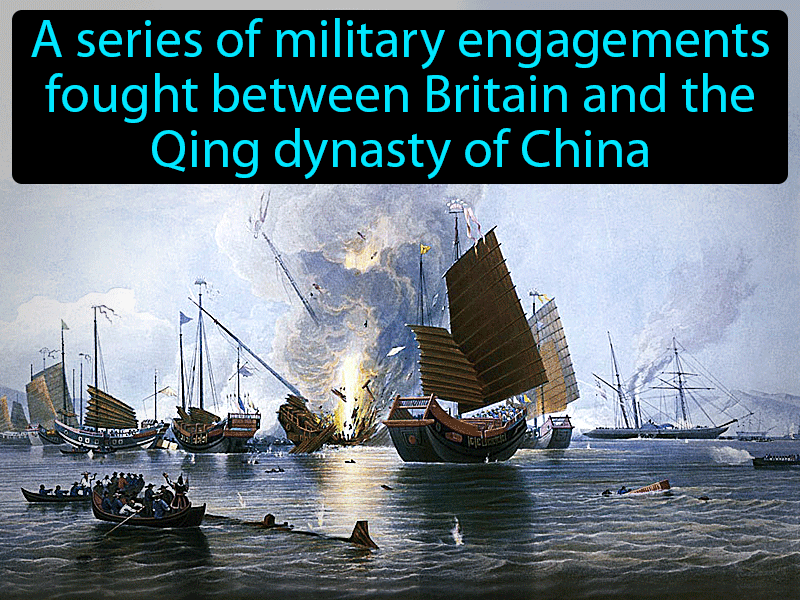 A series of military engagements
fought between Britain and the
Qing dynasty of China